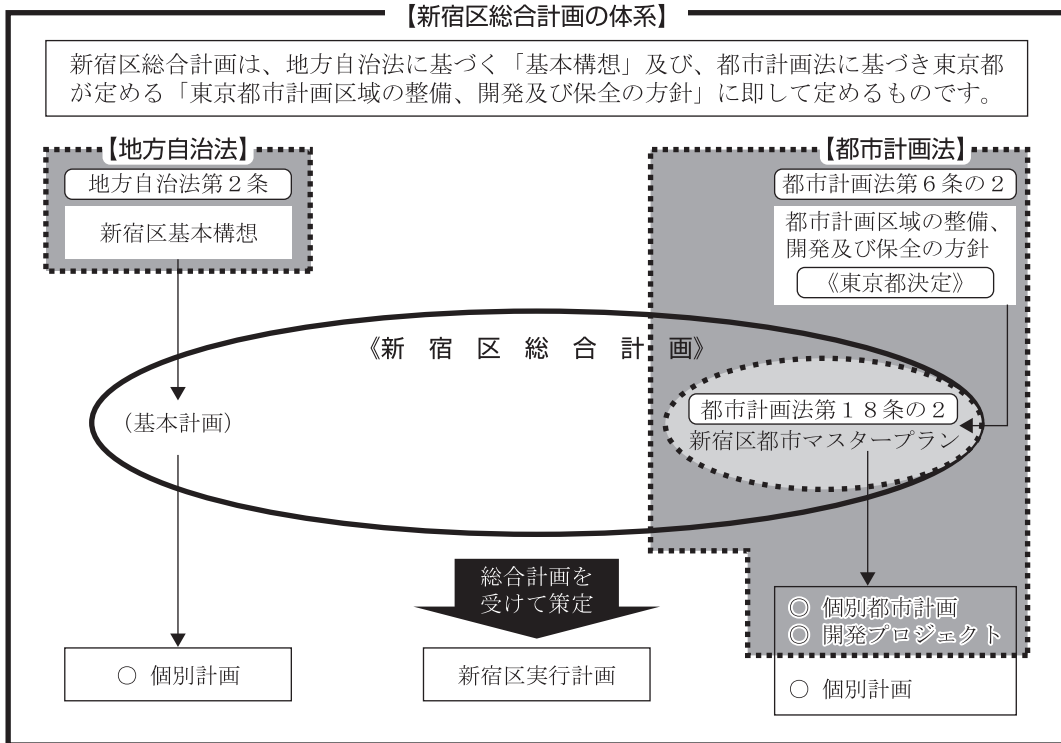 【新宿区総合計画の体系】
新宿区総合計画は、地方自治法に基づく「基本構想」及び、都市計画法に基づき東京都
が定める「東京都市計画区域の整備、開発及び保全の方針」に即して定めるものです。
【地方自治法】
地方自治法第２条
新宿区基本構想
【都市計画法】
都市計画法第６条の２
都市計画区域の整備、
開発及び保全の方針
《東京都決定》
《新宿区総合計画》
（基本計画）
都市計画法第１８条の２
新宿区都市マスタープラン
総合計画を
受けて策定
○ 個別計画
新宿区実行計画
◎ 個別都市計画
◎ 開発プロジェクト
○ 個別計画